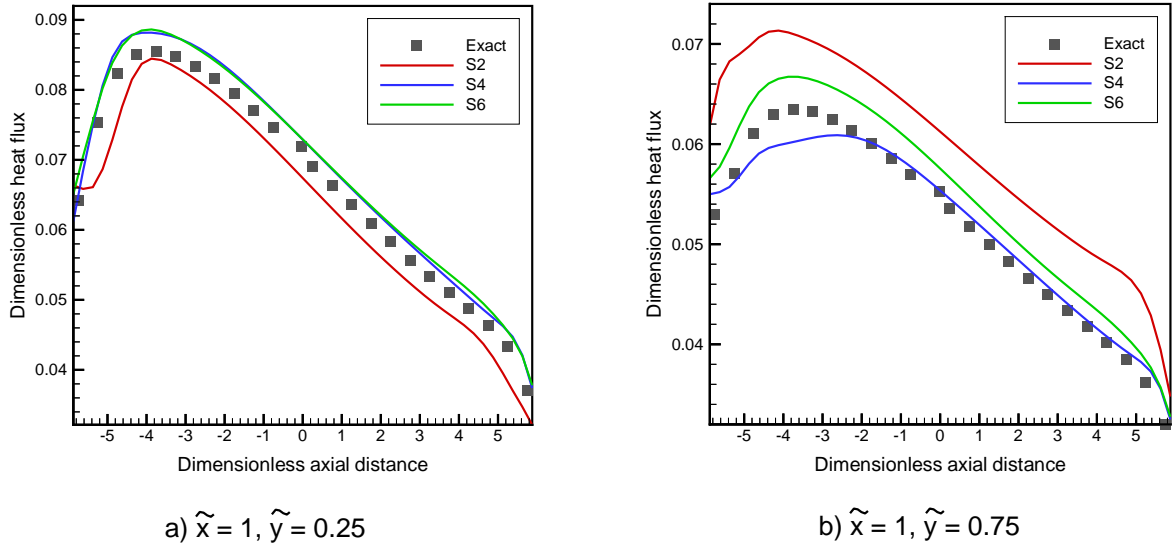 Dimensionless heat flux
0.09
0.08
0.07
0.06
0.05
0.04
Exact
S2
S4
S6
-5 -4 -3 -2 -1 0 1 2 3 4 5
Dimensionless axial distance
a) x̃ = 1, ỹ = 0.25
Dimensionless heat flux
0.07
0.06
0.05
0.04
Exact
S2
S4
S6
-5 -4 -3 -2 -1 0 1 2 3 4 5
Dimensionless axial distance
b) x̃ = 1, ỹ = 0.75